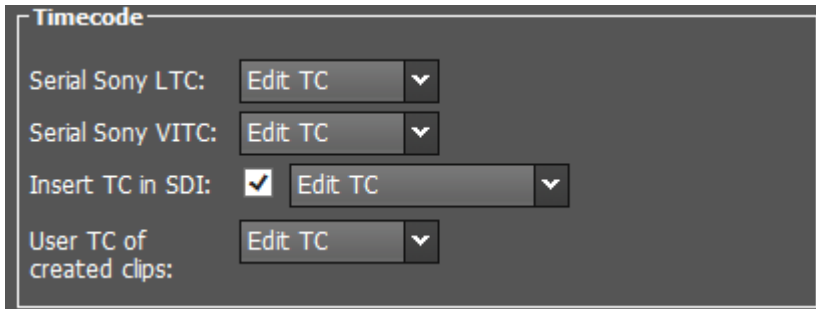 Timecode
Serial Sony LTC: Edit TC
Serial Sony VITC: Edit TC
Insert TC in SDI: Edit TC
User TC of Edit TC
created clips: